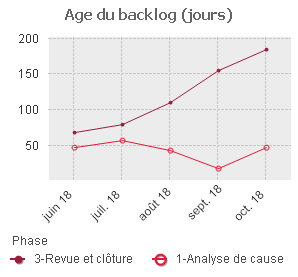 Age du backlog (jours)
200
150
100
50
juin 18
juil. 18
août 18
sept. 18
oct. 18
Phase
3-Revue et clôture
1-Analyse de cause